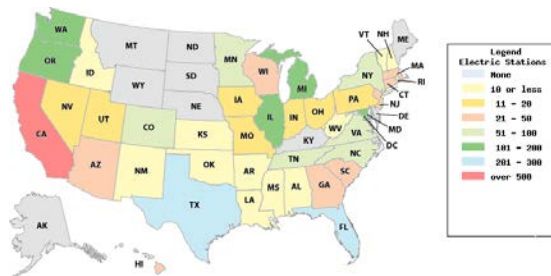 WA
MT
ND
MN
VT
NH
ME
OR
ID
SD
WI
NY
MA
WY
MI
RI
NE
IA
PA
CT
NV
UT
IL
IN
OH
NJ
CA
CO
KS
MO
KY
WV
VA
DE
MD
DC
AZ
NM
OK
AR
TN
NC
MS
AL
GA
SC
TX
LA
FL
AK
HI
Legend
Electric Stations
None
10 or less
11 - 20
21 - 50
51 - 100
101 - 200
201 - 300
over 500